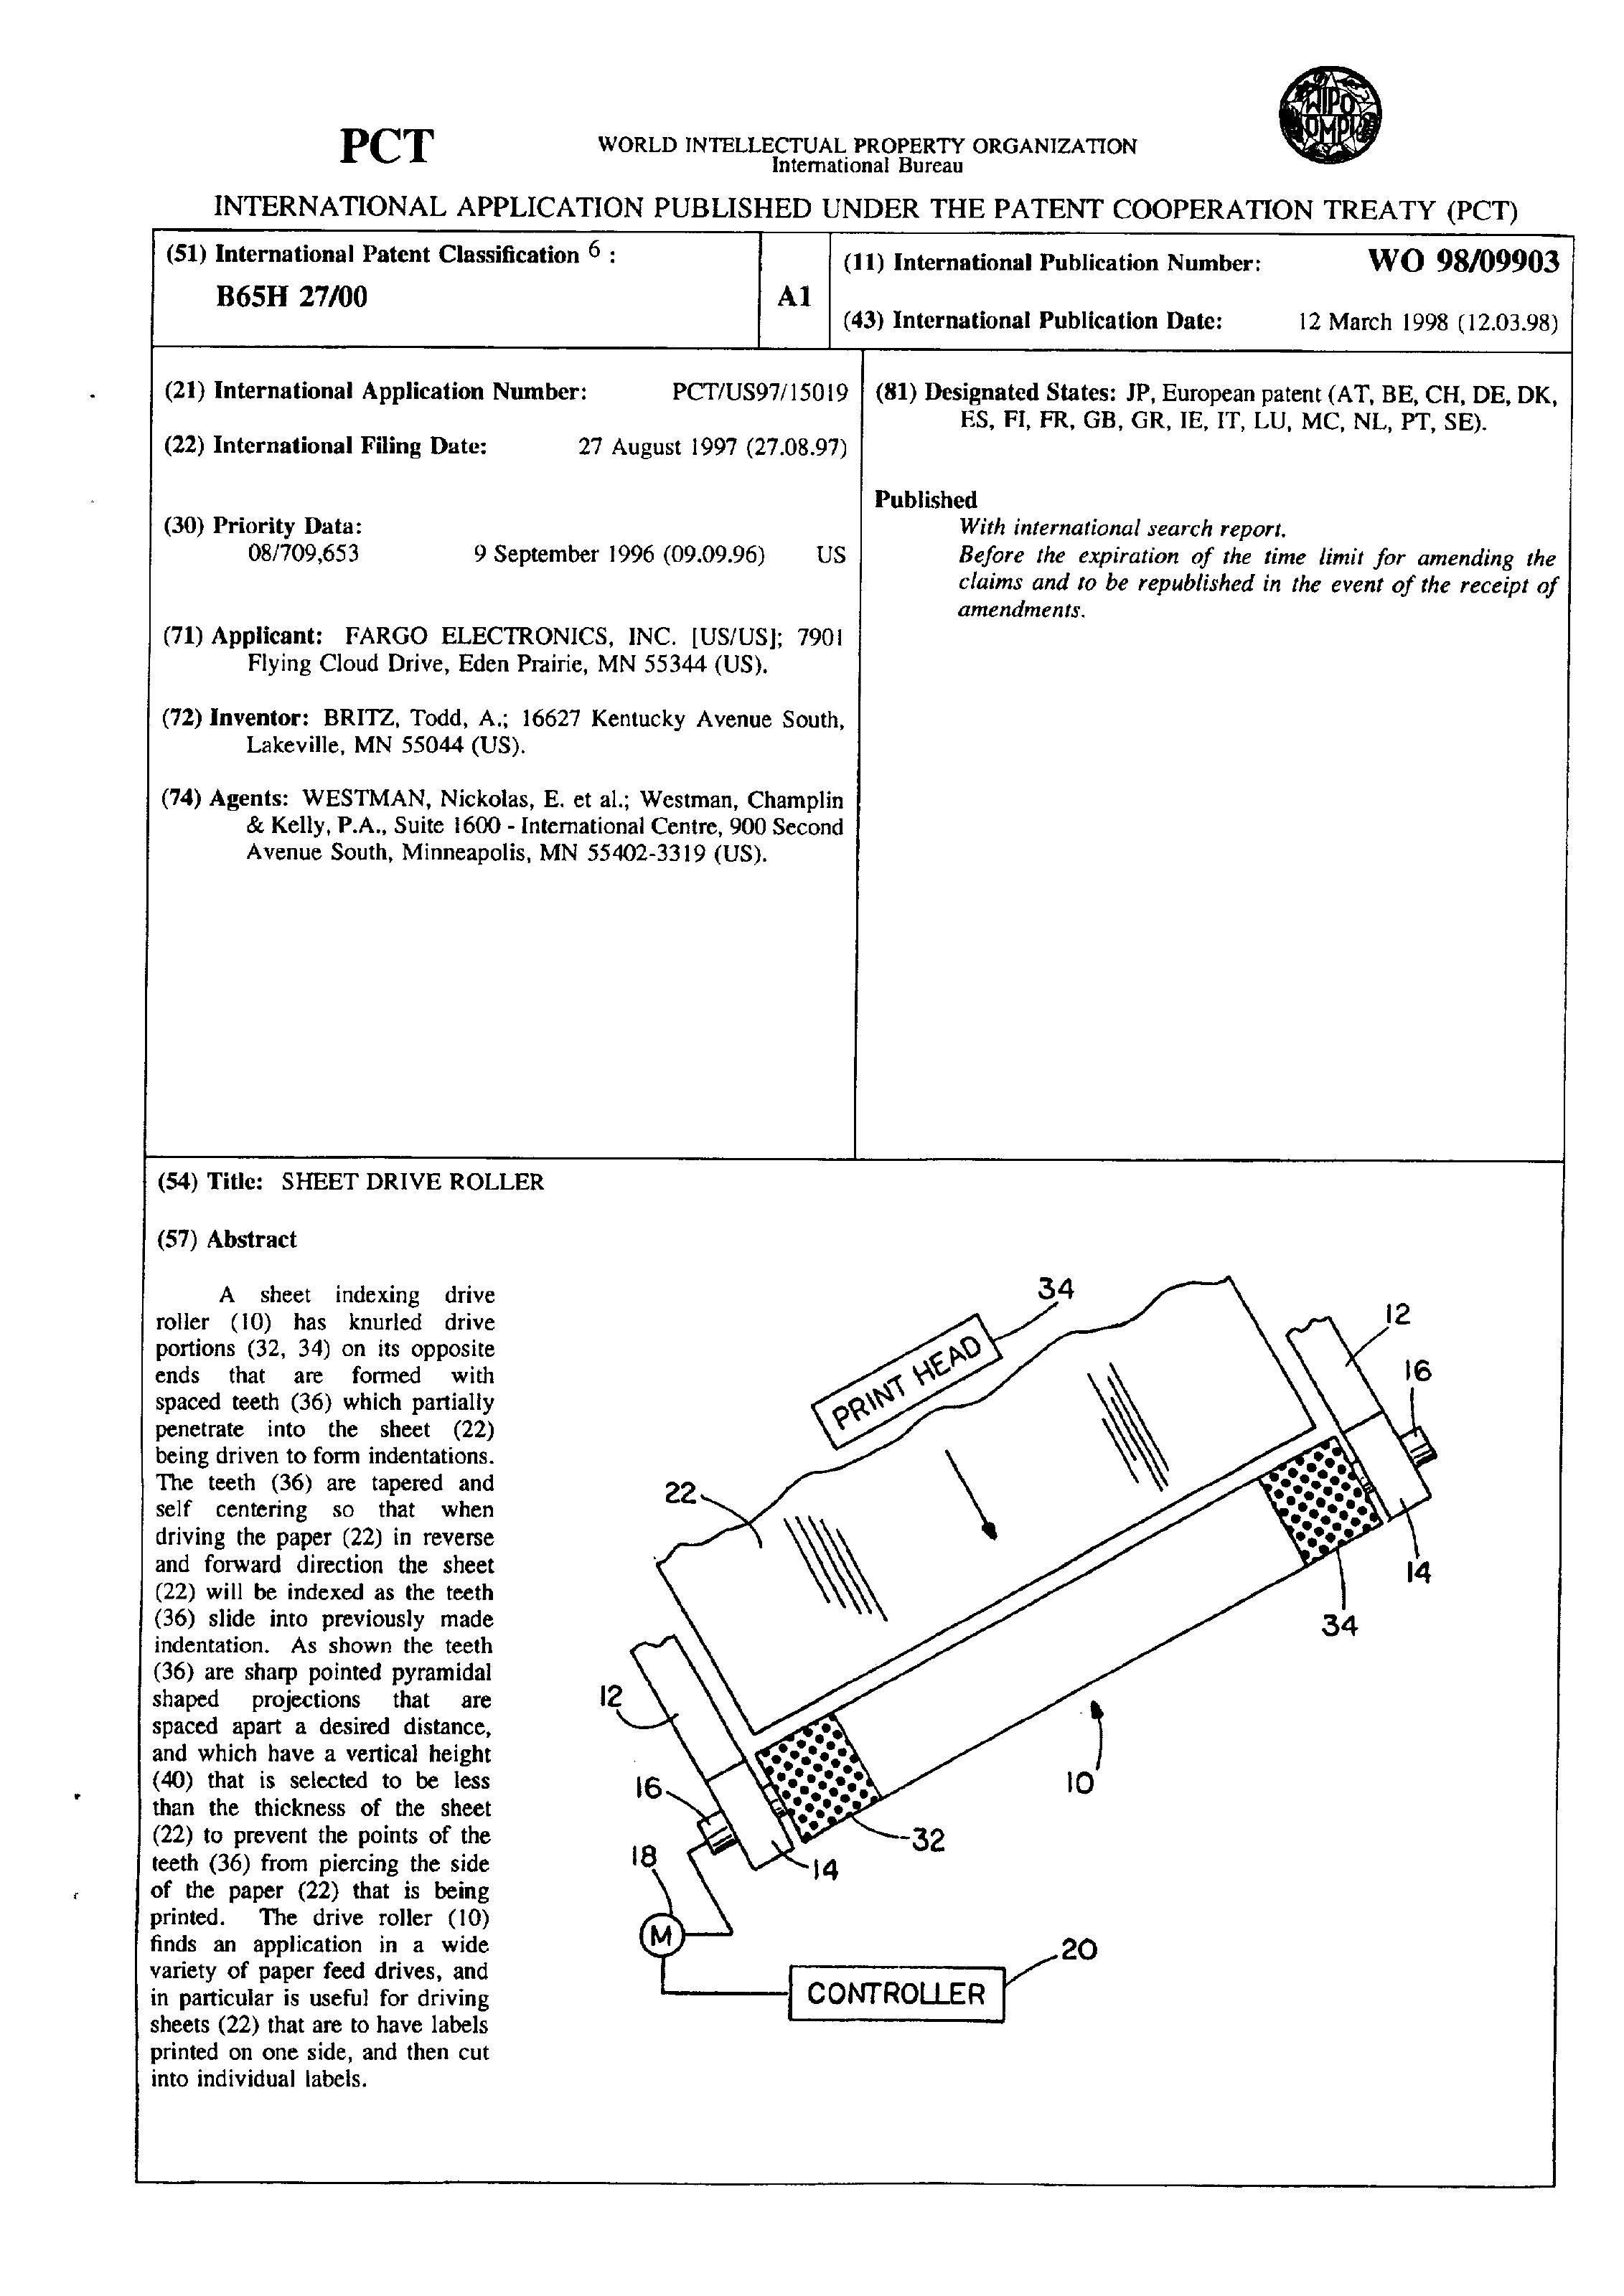 PCT
WORLD INTELLECTUAL PROPERTY ORGANIZATION
International Bureau
WIPO
OMPI
INTERNATIONAL APPLICATION PUBLISHED UNDER THE PATENT COOPERATION TREATY (PCT)
(51) International Patent Classification 6 :
B65H 27/00
A1
(11) International Publication Number: WO 98/09903
(43) International Publication Date: 12 March 1998 (12.03.98)
(21) International Application Number: PCT/US97/15019
(22) International Filing Date: 27 August 1997 (27.08.97)
(30) Priority Data:
08/709,653 9 September 1996 (09.09.96) US
(71) Applicant: FARGO ELECTRONICS, INC. [US/US]; 7901
Flying Cloud Drive, Eden Prairie, MN 55344 (US).
(72) Inventor: BRITZ, Todd, A.; 16627 Kentucky Avenue South,
Lakeville, MN 55044 (US).
(74) Agents: WESTMAN, Nickolas, E. et al.; Westman, Champlin
& Kelly, P.A., Suite 1600 - International Centre, 900 Second
Avenue South, Minneapolis, MN 55402-3319 (US).
(81) Designated States: JP, European patent (AT, BE, CH, DE, DK,
ES, FI, FR, GB, GR, IE, IT, LU, MC, NL, PT, SE).
Published
With international search report.
Before the expiration of the time limit for amending the
claims and to be republished in the event of the receipt of
amendments.
(54) Title: SHEET DRIVE ROLLER
(57) Abstract
A sheet indexing drive
roller (10) has knurled drive
portions (32, 34) on its opposite
ends that are formed with
spaced teeth (36) which partially
penetrate into the sheet (22)
being driven to form indentations.
The teeth (36) are tapered and
self centering so that when
driving the paper (22) in reverse
and forward direction the sheet
(22) will be indexed as the teeth
(36) slide into previously made
indentation. As shown the teeth
(36) are sharp pointed pyramidal
shaped projections that are
spaced apart a desired distance,
and which have a vertical height
(40) that is selected to be less
than the thickness of the sheet
(22) to prevent the points of the
teeth (36) from piercing the side
of the paper (22) that is being
printed. The drive roller (10)
finds an application in a wide
variety of paper feed drives, and
in particular is useful for driving
sheets (22) that are to have labels
printed on one side, and then cut
into individual labels.
34
12
PRINT HEAD
16
22
14
34
12
10
16
32
18
14
M
20
CONTROLLER